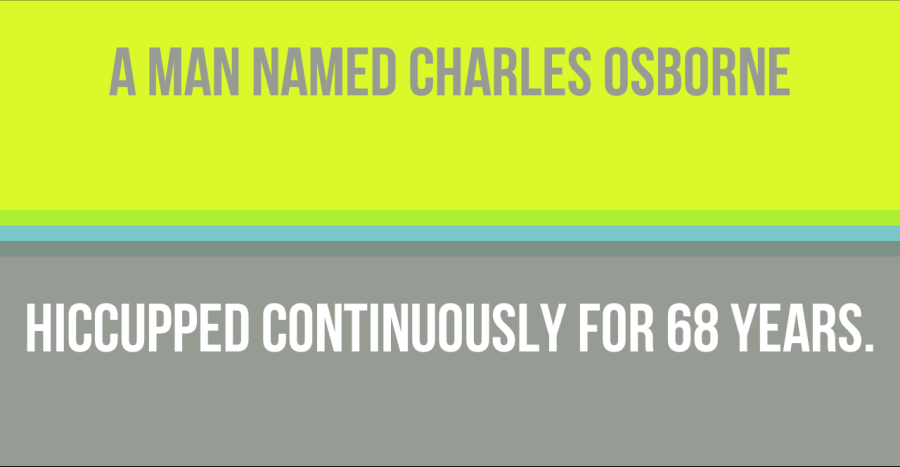 A MAN NAMED CHARLES OSBORNE
HICCUPPED CONTINUOUSLY FOR 68 YEARS.